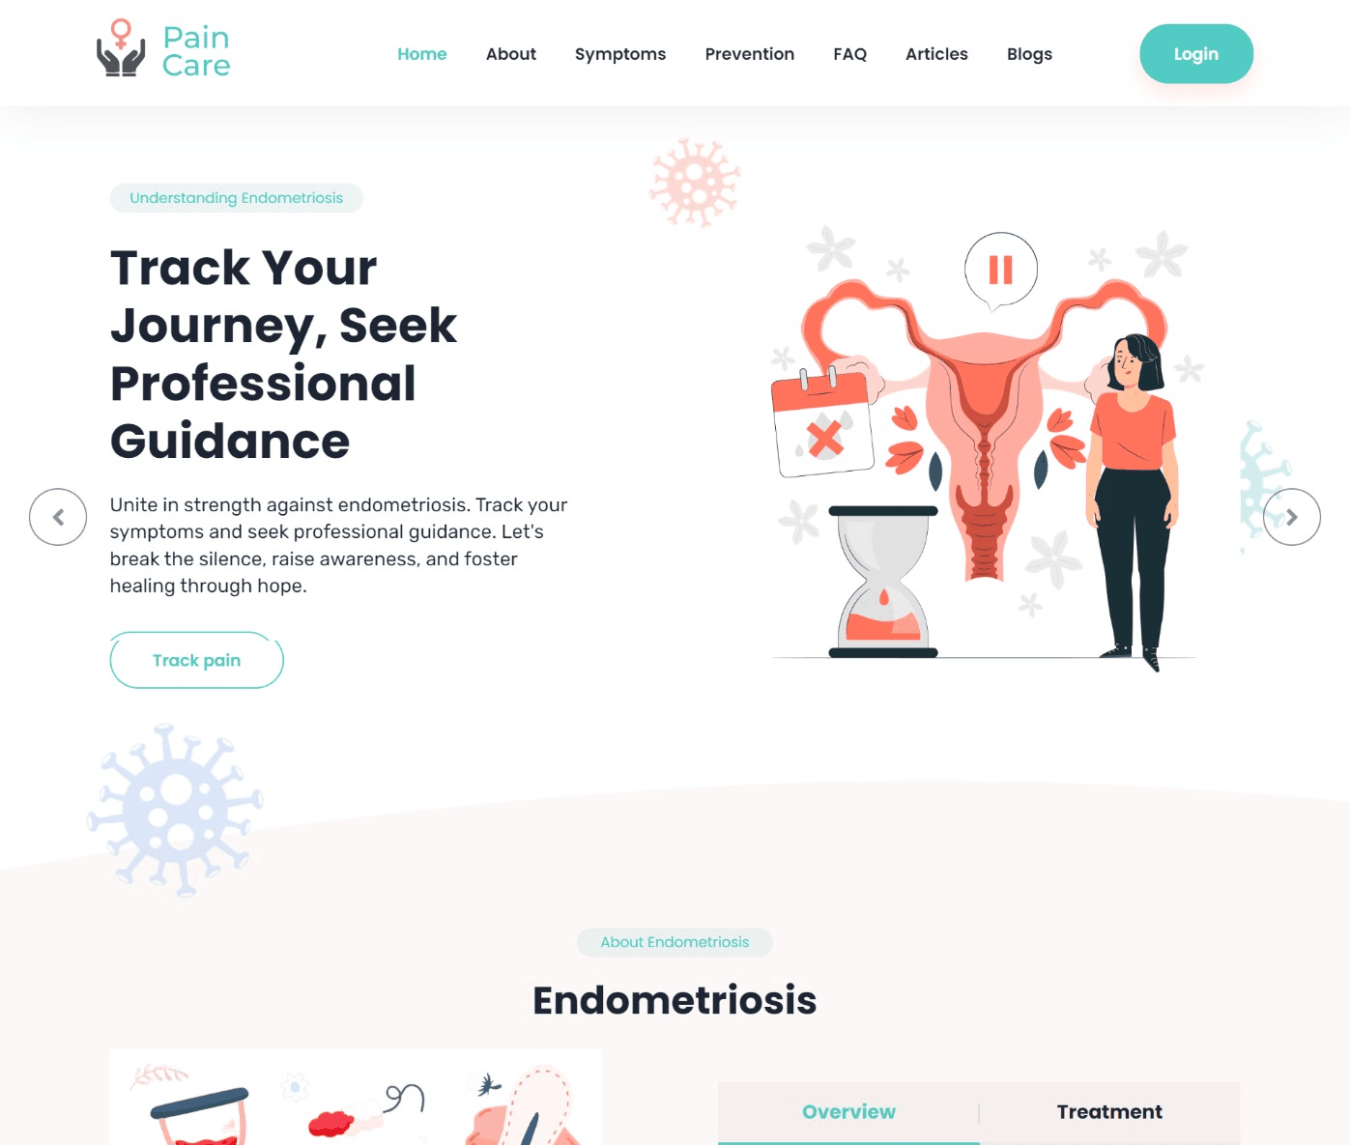 Pain
Care
Home About Symptoms Prevention FAQ Articles Blogs Login
Understanding Endometriosis
Track Your
Journey, Seek
Professional
Guidance
Unite in strength against endometriosis. Track your
symptoms and seek professional guidance. Let's
break the silence, raise awareness, and foster
healing through hope.
Track pain
About Endometriosis
Endometriosis
Overview Treatment